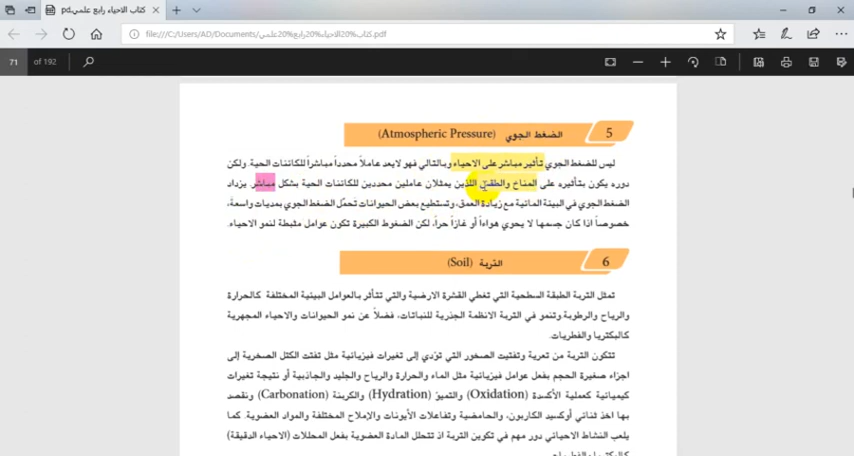 كتاب الاحياء رابع علمي.pd
file:///C:/Users/AD/Documents/كتاب%20الاحياء%20رابع%20علمي.pdf
71 of 192
5 الضغط الجوي (Atmospheric Pressure)
ليس للضغط الجوي تأثير مباشر على الاحياء وبالتالي فهو لايعد عاملاً محدداً مباشراً للكائنات الحية. ولكن
دوره يكون بتأثيره على المناخ والطقس اللذين يمثلان عاملين محددين للكائنات الحية بشكل مباشر. يزداد
الضغط الجوي في البيئة المائية مع زيادة العمق، وتستطيع بعض الحيوانات تحمّل الضغط الجوي بمديات واسعة،
خصوصاً اذا كان جسمها لا يحوي هواءاً أو غازاً حراً، لكن الضغوط الكبيرة تكون عوامل مثبطة لنمو الاحياء.
6 التربة (Soil)
تمثل التربة الطبقة السطحية التي تغطي القشرة الارضية والتي تتأثر بالعوامل البيئية المختلفة كالحرارة
والرياح والرطوبة وتنمو في التربة الانظمة الجذرية للنباتات، فضلاً عن نمو الحيوانات والاحياء المجهرية
كالبكتريا والفطريات.
تتكون التربة من تعرية وتفتيت الصخور التي تؤدي إلى تغيرات فيزيائية مثل تفتت الكتل الصخرية إلى
اجزاء صغيرة الحجم بفعل عوامل فيزيائية مثل الماء والحرارة والرياح والجليد والجاذبية أو نتيجة تغيرات
كيميائية كعملية الأكسدة (Oxidation) والتميؤ (Hydration) والكربنة (Carbonation) ونقصد
بها اخذ ثنائي أوكسيد الكاربون، والحامضية وتفاعلات الأيونات والإملاح المختلفة والمواد العضوية. كما
يلعب النشاط الاحيائي دور مهم في تكوين التربة اذ تتحلل المادة العضوية بفعل المحللات (الاحياء الدقيقة)
كالبكتريا والفطريات.